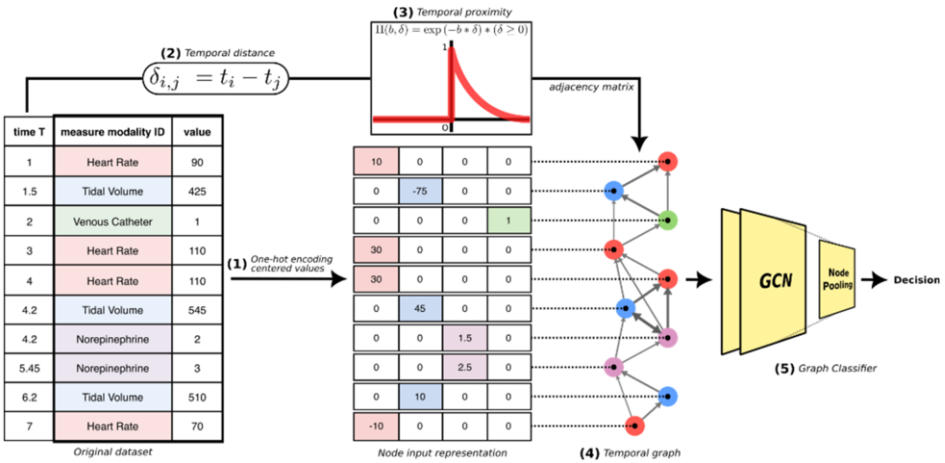 (3) Temporal proximity
Π(b, δ) = exp (−b ∗ δ) ∗ (δ ≥ 0)
1
0
(2) Temporal distance
δi,j = ti − tj
adjacency matrix
time T measure modality ID value
1 Heart Rate 90
1.5 Tidal Volume 425
2 Venous Catheter 1
3 Heart Rate 110
4 Heart Rate 110
4.2 Tidal Volume 545
4.2 Norepinephrine 2
5.45 Norepinephrine 3
6.2 Tidal Volume 510
7 Heart Rate 70
Original dataset
(1) One-hot encoding
centered values
10 0 0 0
0 -75 0 0
0 0 0 1
30 0 0 0
30 0 0 0
0 45 0 0
0 0 1.5 0
0 0 2.5 0
0 10 0 0
-10 0 0 0
Node input representation
(4) Temporal graph
GCN
Node
Pooling
Decision
(5) Graph Classifier